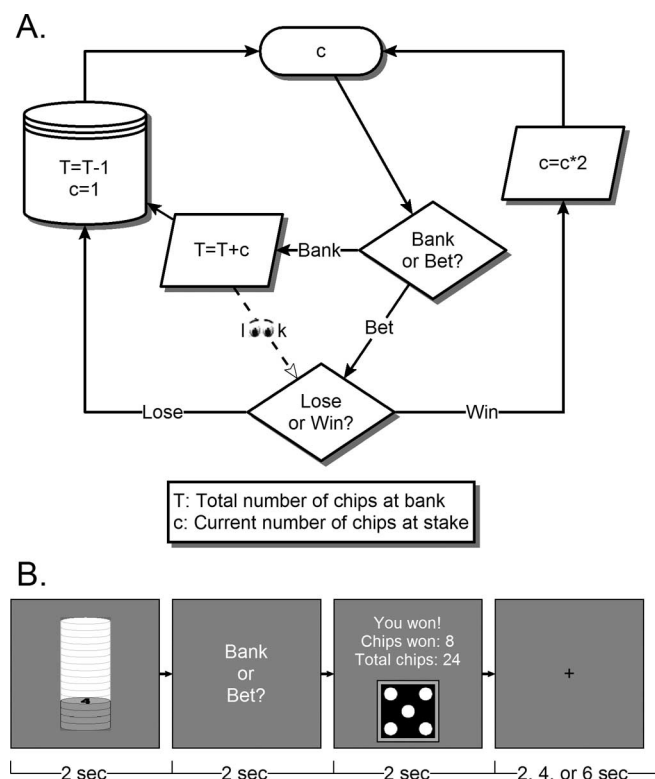 A.
c
T=T-1
c=1
c=c*2
T=T+c
Bank
Bank
or Bet?
l👀k
Bet
Lose
Lose
or Win?
Win
T: Total number of chips at bank
c: Current number of chips at stake
B.
4
Bank
or
Bet?
You won!
Chips won: 8
Total chips: 24
+
2 sec
2 sec
2 sec
2, 4, or 6 sec